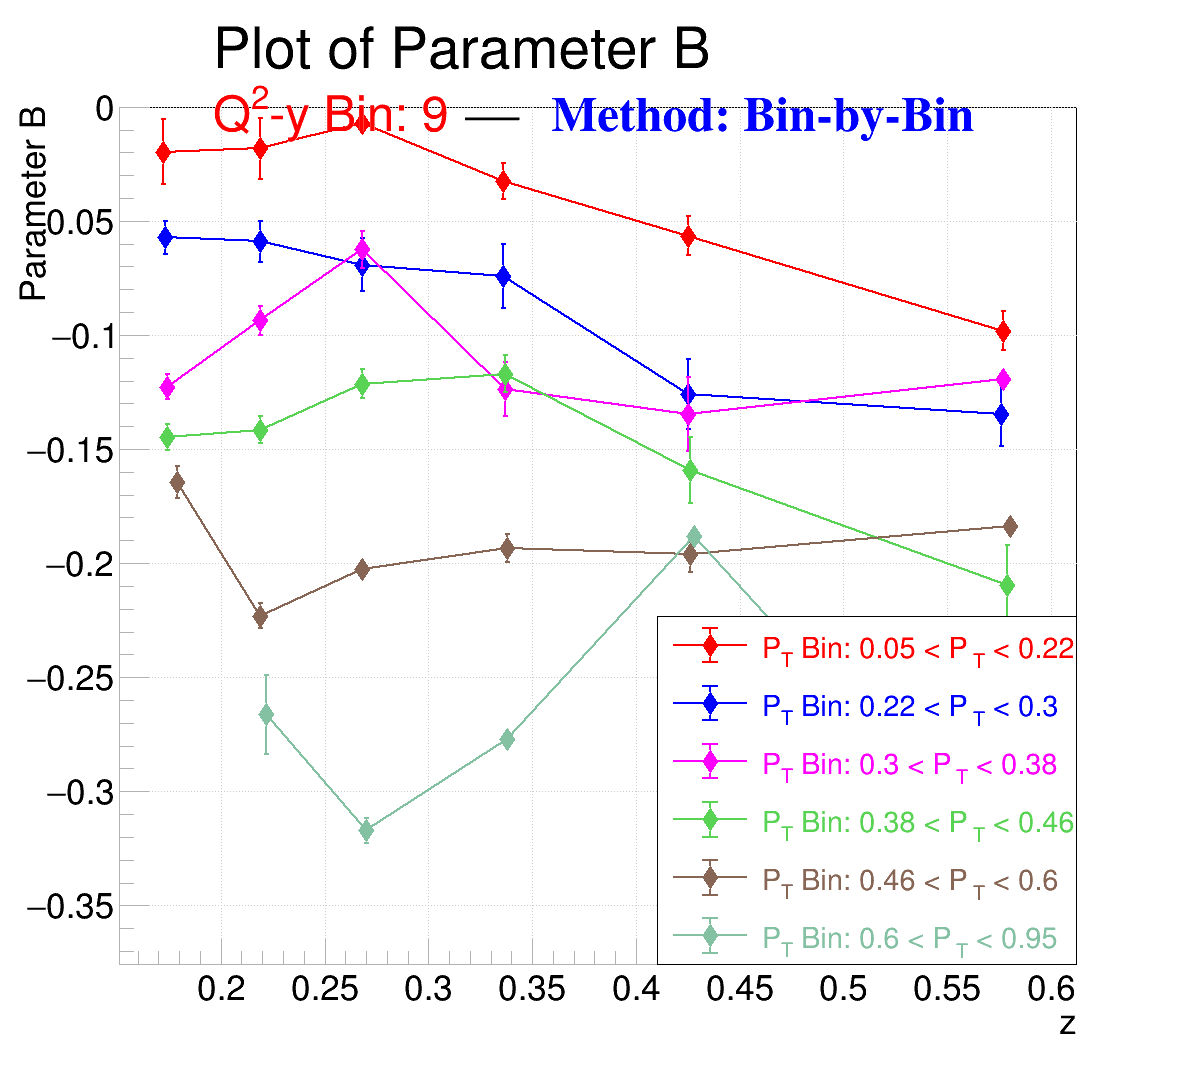 Plot of Parameter B
Q2-y Bin: 9 — Method: Bin-by-Bin
Parameter B
0
0.05
−0.1
−0.15
−0.2
−0.25
−0.3
−0.35
PT Bin: 0.05 < PT < 0.22
PT Bin: 0.22 < PT < 0.3
PT Bin: 0.3 < PT < 0.38
PT Bin: 0.38 < PT < 0.46
PT Bin: 0.46 < PT < 0.6
PT Bin: 0.6 < PT < 0.95
0.2 0.25 0.3 0.35 0.4 0.45 0.5 0.55 0.6
z